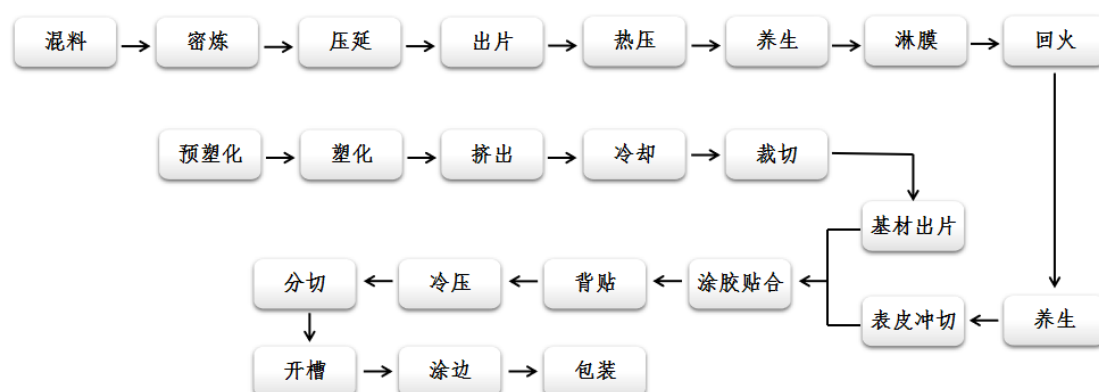 混料
密炼
压延
出片
热压
养生
淋膜
回火
预塑化
塑化
挤出
冷却
裁切
基材出片
分切
冷压
背贴
涂胶贴合
表皮冲切
养生
开槽
涂边
包装